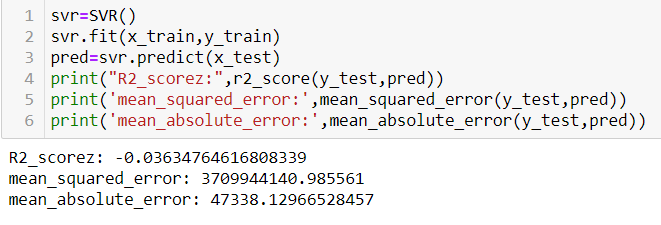 1 svr=SVR()
2 svr.fit(x_train,y_train)
3 pred=svr.predict(x_test)
4 print("R2_scorez:",r2_score(y_test,pred))
5 print('mean_squared_error:',mean_squared_error(y_test,pred))
6 print('mean_absolute_error:',mean_absolute_error(y_test,pred))
R2_scorez: -0.03634764616808339
mean_squared_error: 3709944140.985561
mean_absolute_error: 47338.12966528457